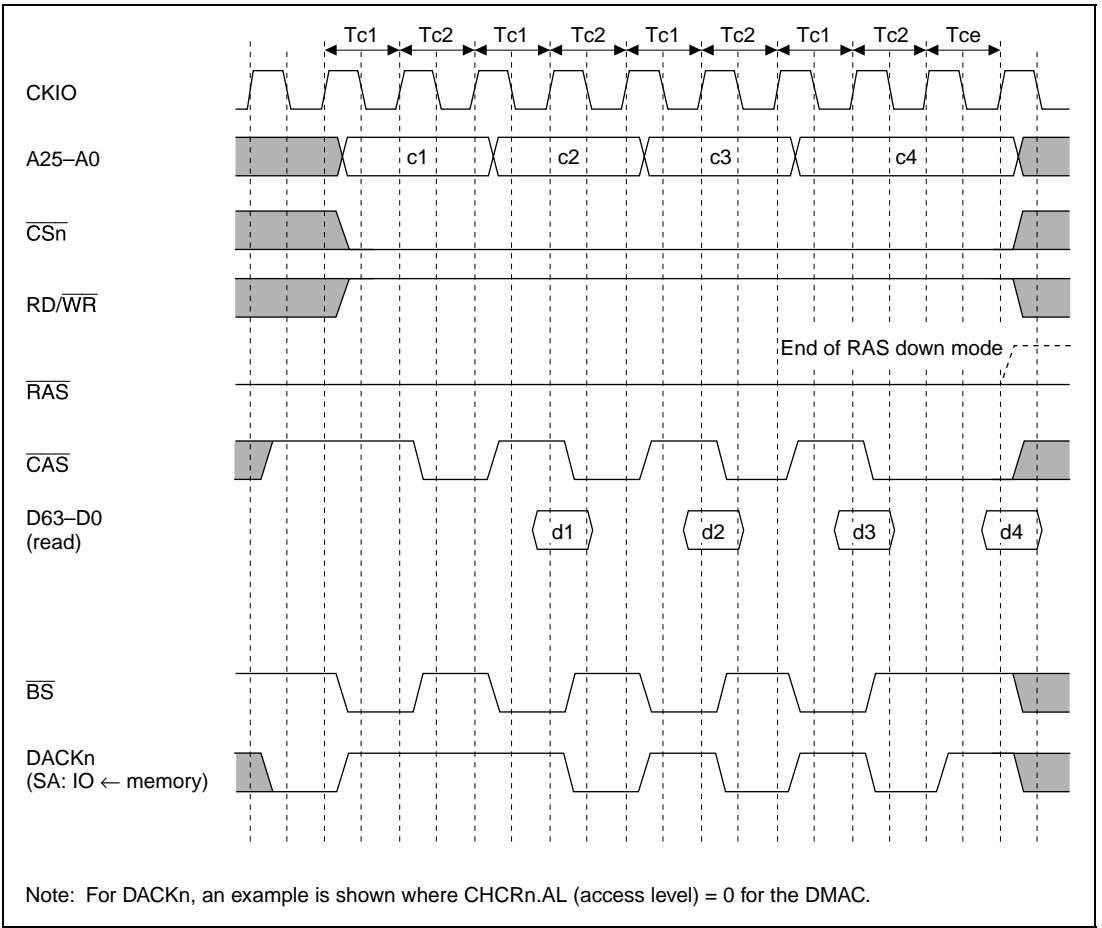 Tc1 Tc2 Tc1 Tc2 Tc1 Tc2 Tc1 Tc2 Tce
CKIO
A25–A0 c1 c2 c3 c4
CSn
RD/WR
End of RAS down mode
RAS
CAS
D63–D0
(read) d1 d2 d3 d4
BS
DACKn
(SA: IO ← memory)
Note: For DACKn, an example is shown where CHCRn.AL (access level) = 0 for the DMAC.